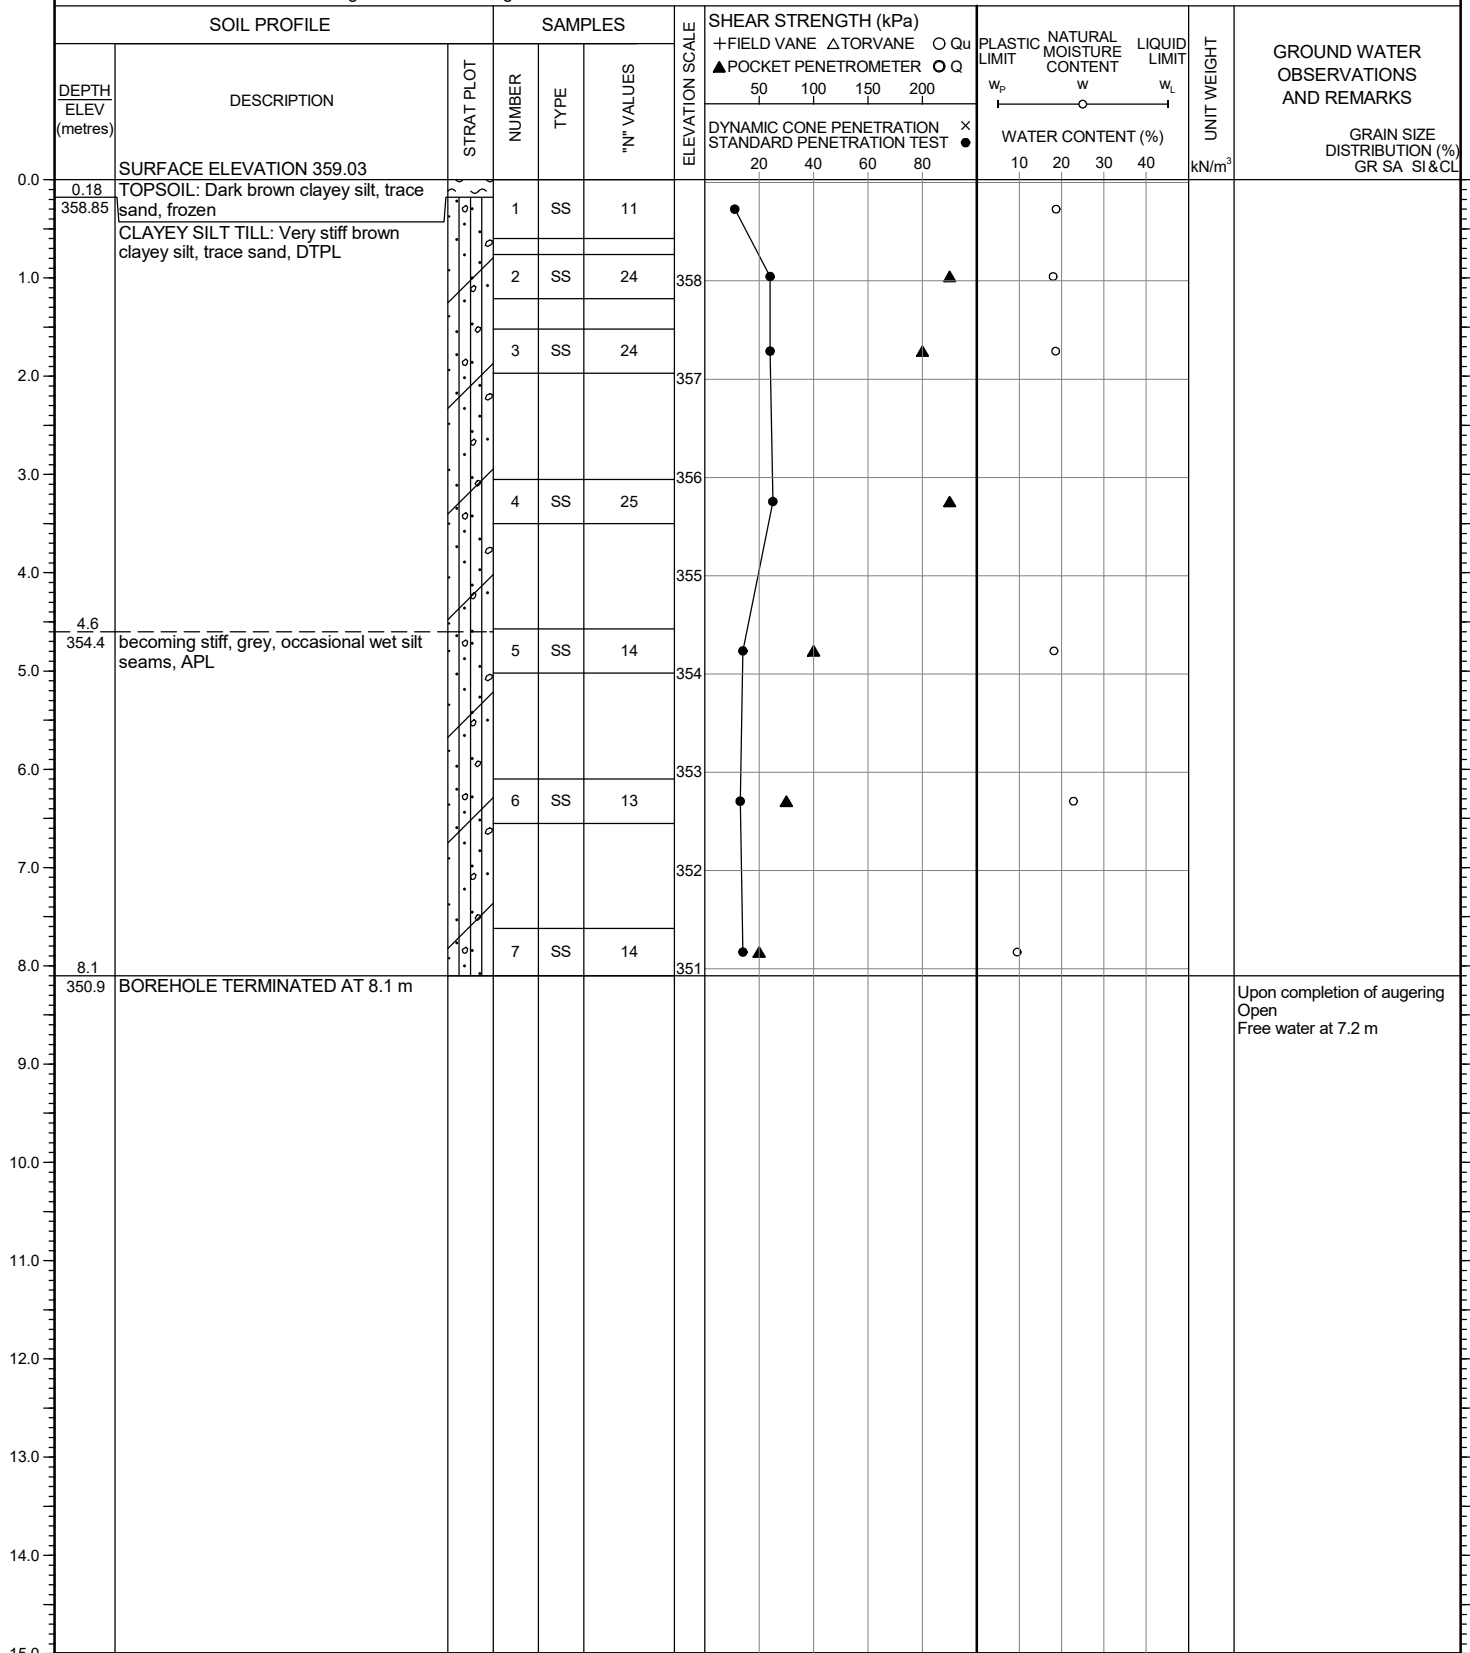 SOIL PROFILE
SAMPLES
ELEVATION SCALE
SHEAR STRENGTH (kPa)
+FIELD VANE △TORVANE ○ Qu
▲POCKET PENETROMETER O Q
50 100 150 200
DYNAMIC CONE PENETRATION ×
STANDARD PENETRATION TEST ●
20 40 60 80
PLASTIC LIMIT
NATURAL MOISTURE CONTENT
LIQUID LIMIT
wP w wL
WATER CONTENT (%)
10 20 30 40
UNIT WEIGHT
kN/m³
GROUND WATER
OBSERVATIONS
AND REMARKS
GRAIN SIZE
DISTRIBUTION (%)
GR SA SI&CL
DEPTH
ELEV
(metres)
DESCRIPTION
STRAT PLOT
NUMBER
TYPE
"N" VALUES
SURFACE ELEVATION 359.03
0.0
0.18
358.85
TOPSOIL: Dark brown clayey silt, trace
sand, frozen
1 SS 11
CLAYEY SILT TILL: Very stiff brown
clayey silt, trace sand, DTPL
1.0
2 SS 24
358
3 SS 24
2.0
357
3.0
356
4 SS 25
4.0
355
4.6
354.4
becoming stiff, grey, occasional wet silt
seams, APL
5 SS 14
5.0
354
6.0
353
6 SS 13
7.0
352
7 SS 14
8.0
351
8.1
350.9
BOREHOLE TERMINATED AT 8.1 m
Upon completion of augering
Open
Free water at 7.2 m
9.0
10.0
11.0
12.0
13.0
14.0
15.0